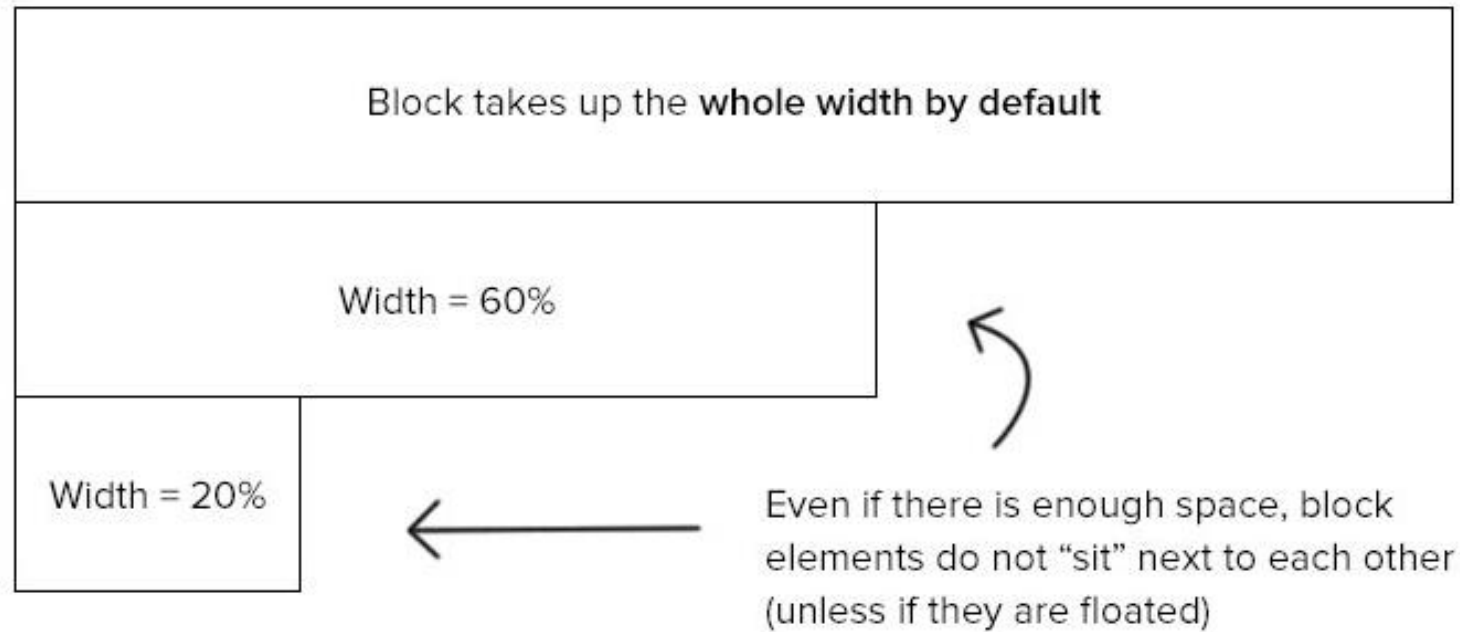 Block takes up the whole width by default
Width = 60%
Width = 20%
Even if there is enough space, block
elements do not “sit” next to each other
(unless if they are floated)